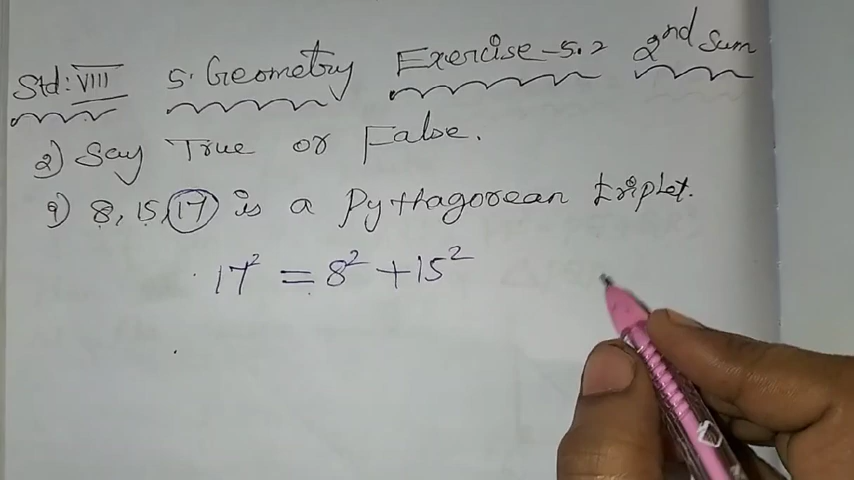 Std: VIII 5. Geometry Exercise-5.2 2nd Sum
2) Say True or False.
i) 8, 15, 17 is a Pythagorean triplet.
17² = 8² + 15²